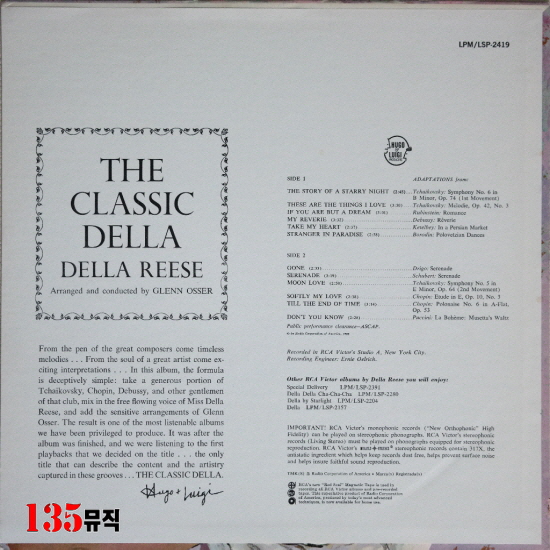 LPM/LSP-2419
THE
CLASSIC
DELLA
DELLA REESE
Arranged and conducted by GLENN OSSER
From the pen of the great composers come timeless
melodies . . . From the soul of a great artist come ex-
citing interpretations . . . In this album, the formula
is deceptively simple: take a generous portion of
Tchaikovsky, Chopin, Debussy, and other gentlemen
of that club, mix in the free flowing voice of Miss Della
Reese, and add the sensitive arrangements of Glenn
Osser. The result is one of the most listenable albums
we have been privileged to produce. It was after the
album was finished, and we were listening to the first
playbacks that we decided on the title . . . the only
title that can describe the content and the artistry
captured in these grooves . . . THE CLASSIC DELLA.
Hugo & Luigi
HUGO
&
LUIGI
SIDE 1 ADAPTATIONS from:
THE STORY OF A STARRY NIGHT Tchaikovsky: Symphony No. 6 in
B Minor, Op. 74 (1st Movement)
THESE ARE THE THINGS I LOVE Tchaikovsky: Melodie, Op. 42, No. 3
IF YOU ARE BUT A DREAM Rubinstein: Romance
MY REVERIE Debussy: Rêverie
TAKE MY HEART Ketelbey: In a Persian Market
STRANGER IN PARADISE Borodin: Polovetzian Dances
SIDE 2
GONE Drigo: Serenade
SERENADE Schubert: Serenade
MOON LOVE Tchaikovsky: Symphony No. 5 in
E Minor, Op. 64 (2nd Movement)
SOFTLY MY LOVE Chopin: Etude in E, Op. 10, No. 3
TILL THE END OF TIME Chopin: Polonaise No. 6 in A-Flat,
Op. 53
DON'T YOU KNOW Puccini: La Bohème: Musetta's Waltz
Public performance clearance—ASCAP.
Recorded in RCA Victor's Studio A, New York City.
Recording Engineer: Ernie Oelrich.
Other RCA Victor albums by Della Reese you will enjoy:
Special Delivery LPM/LSP-2391
Della Della Cha-Cha-Cha LPM/LSP-2280
Della by Starlight LPM/LSP-2204
Della LPM/LSP-2157
IMPORTANT: RCA Victor's monophonic records ("New Orthophonic" High
Fidelity) can be played on stereophonic phonographs. RCA Victor's stereophonic
records (Living Stereo) must be played on phonographs equipped for stereophonic
reproduction. RCA Victor's stereophonic records contain 317X, the
antistatic ingredient which helps keep records dust free, helps prevent surface noise
and helps insure faithful sound reproduction.
RCA's new "Red Seal" Magnetic Tape is used by
135뮤직